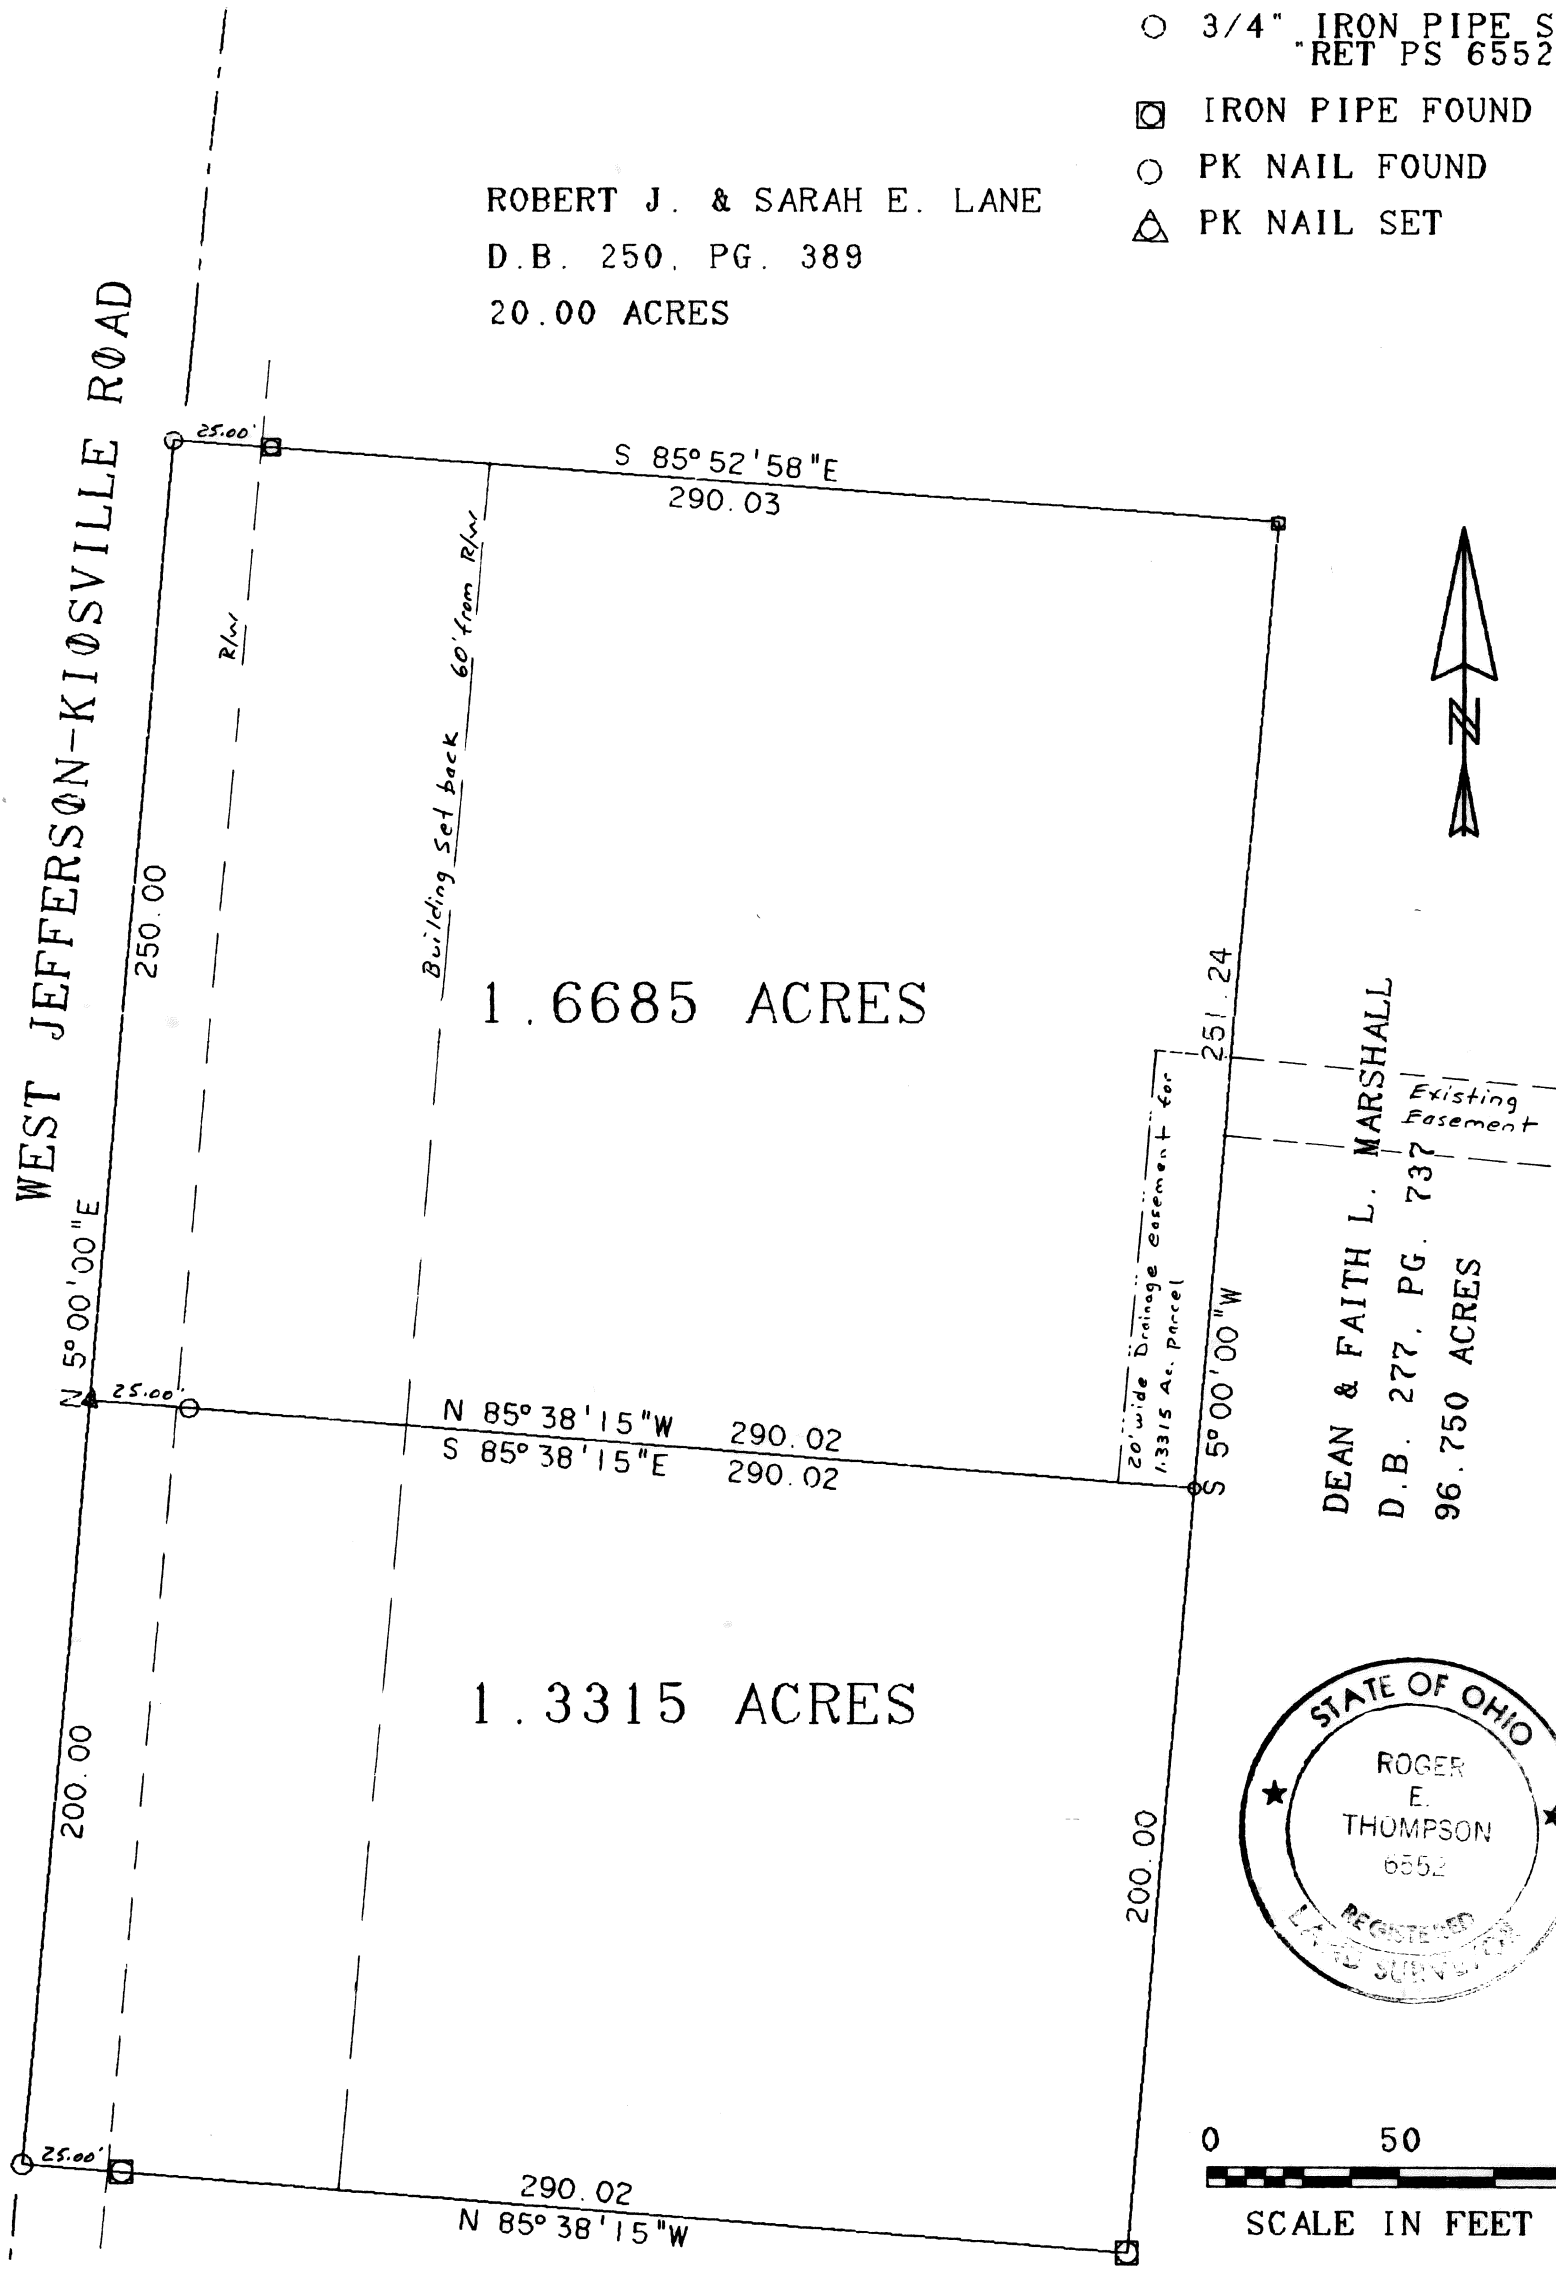 3/4" IRON PIPE S
"RET PS 6552
IRON PIPE FOUND
PK NAIL FOUND
PK NAIL SET
ROBERT J. & SARAH E. LANE
D.B. 250, PG. 389
20.00 ACRES
WEST JEFFERSON-KIOSVILLE ROAD
25.00'
S 85°52'58"E
290.03
R/W
Building Set back 60' from R/W
250.00
N 5°00'00"E
1.6685 ACRES
251.24
S 5°00'00"W
20' wide Drainage easement for
1.3315 Ac. parcel
Existing
Easement
DEAN & FAITH L. MARSHALL
D.B. 277, PG. 737
96.750 ACRES
25.00'
N 85°38'15"W 290.02
S 85°38'15"E 290.02
1.3315 ACRES
200.00
200.00
STATE OF OHIO
ROGER
E.
THOMPSON
6552
REGISTERED
LAND SURVEYOR
25.00'
290.02
N 85°38'15"W
0 50
SCALE IN FEET
N